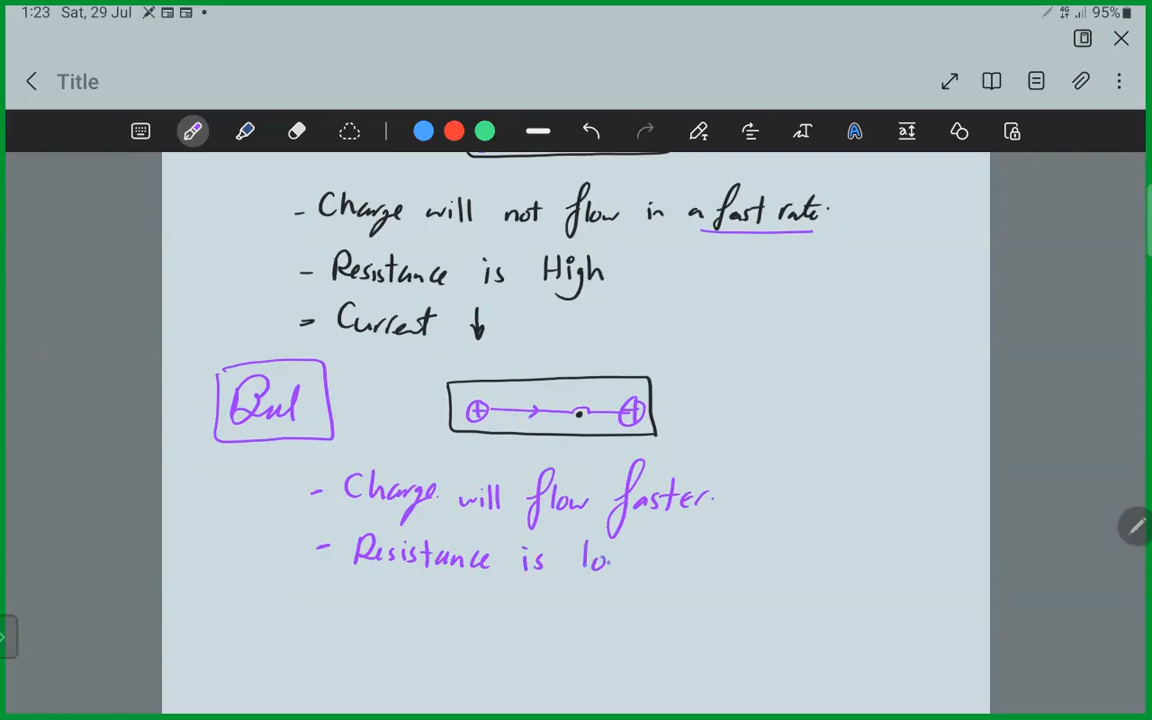 1:23 Sat, 29 Jul
4G 95%
Title
- Charge will not flow in a fast rate.
- Resistance is High
- Current ↓
- Charge will flow faster.
- Resistance is lo